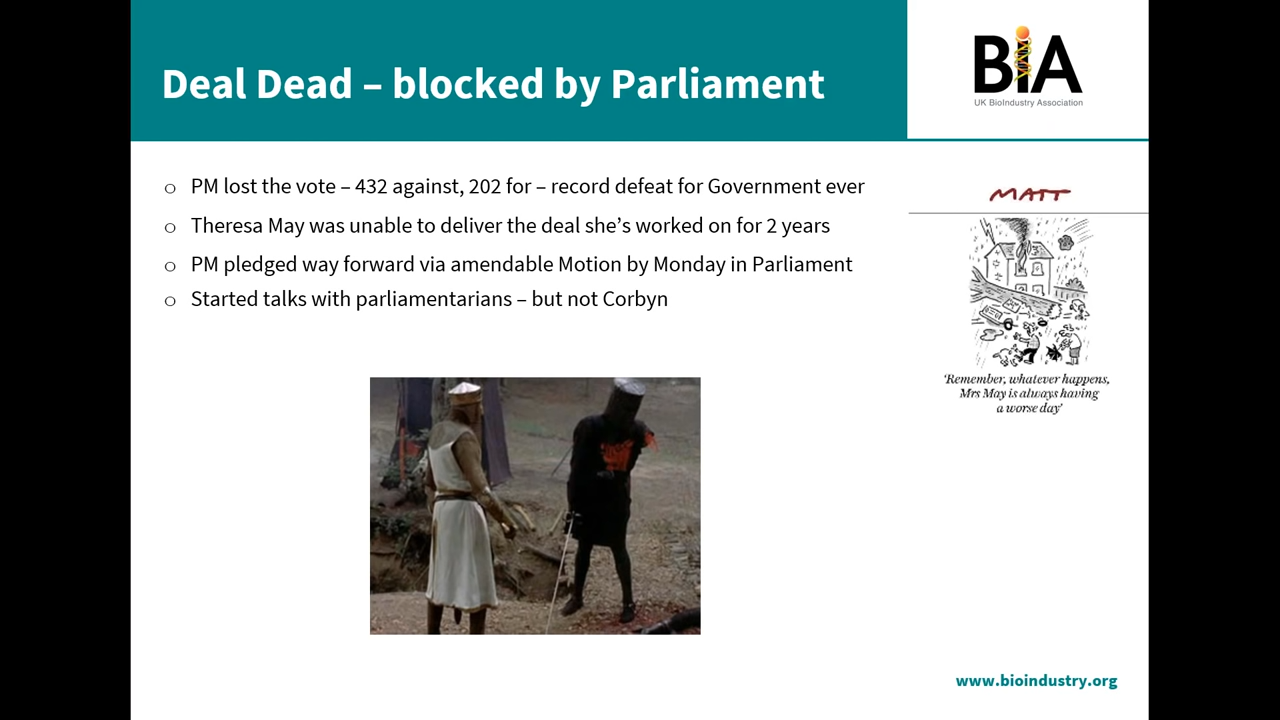 Deal Dead – blocked by Parliament
BIA
UK BioIndustry Association
○ PM lost the vote – 432 against, 202 for – record defeat for Government ever
○ Theresa May was unable to deliver the deal she’s worked on for 2 years
○ PM pledged way forward via amendable Motion by Monday in Parliament
○ Started talks with parliamentarians – but not Corbyn
MATT
‘Remember, whatever happens,
Mrs May is always having
a worse day’
www.bioindustry.org